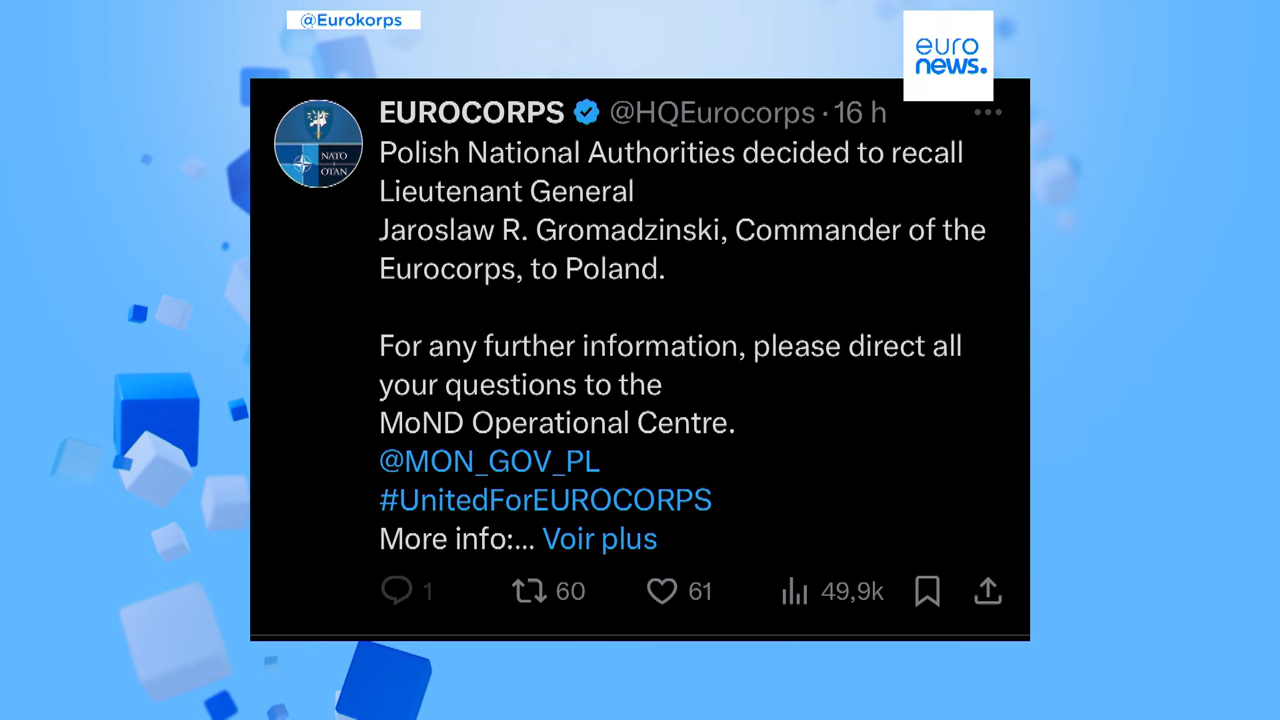 @Eurokorps
euro
news.
EUROCORPS @HQEurocorps · 16 h
NATO
OTAN
Polish National Authorities decided to recall
Lieutenant General
Jaroslaw R. Gromadzinski, Commander of the
Eurocorps, to Poland.
For any further information, please direct all
your questions to the
MoND Operational Centre.
@MON_GOV_PL
#UnitedForEUROCORPS
More info:... Voir plus
1 60 61 49,9k